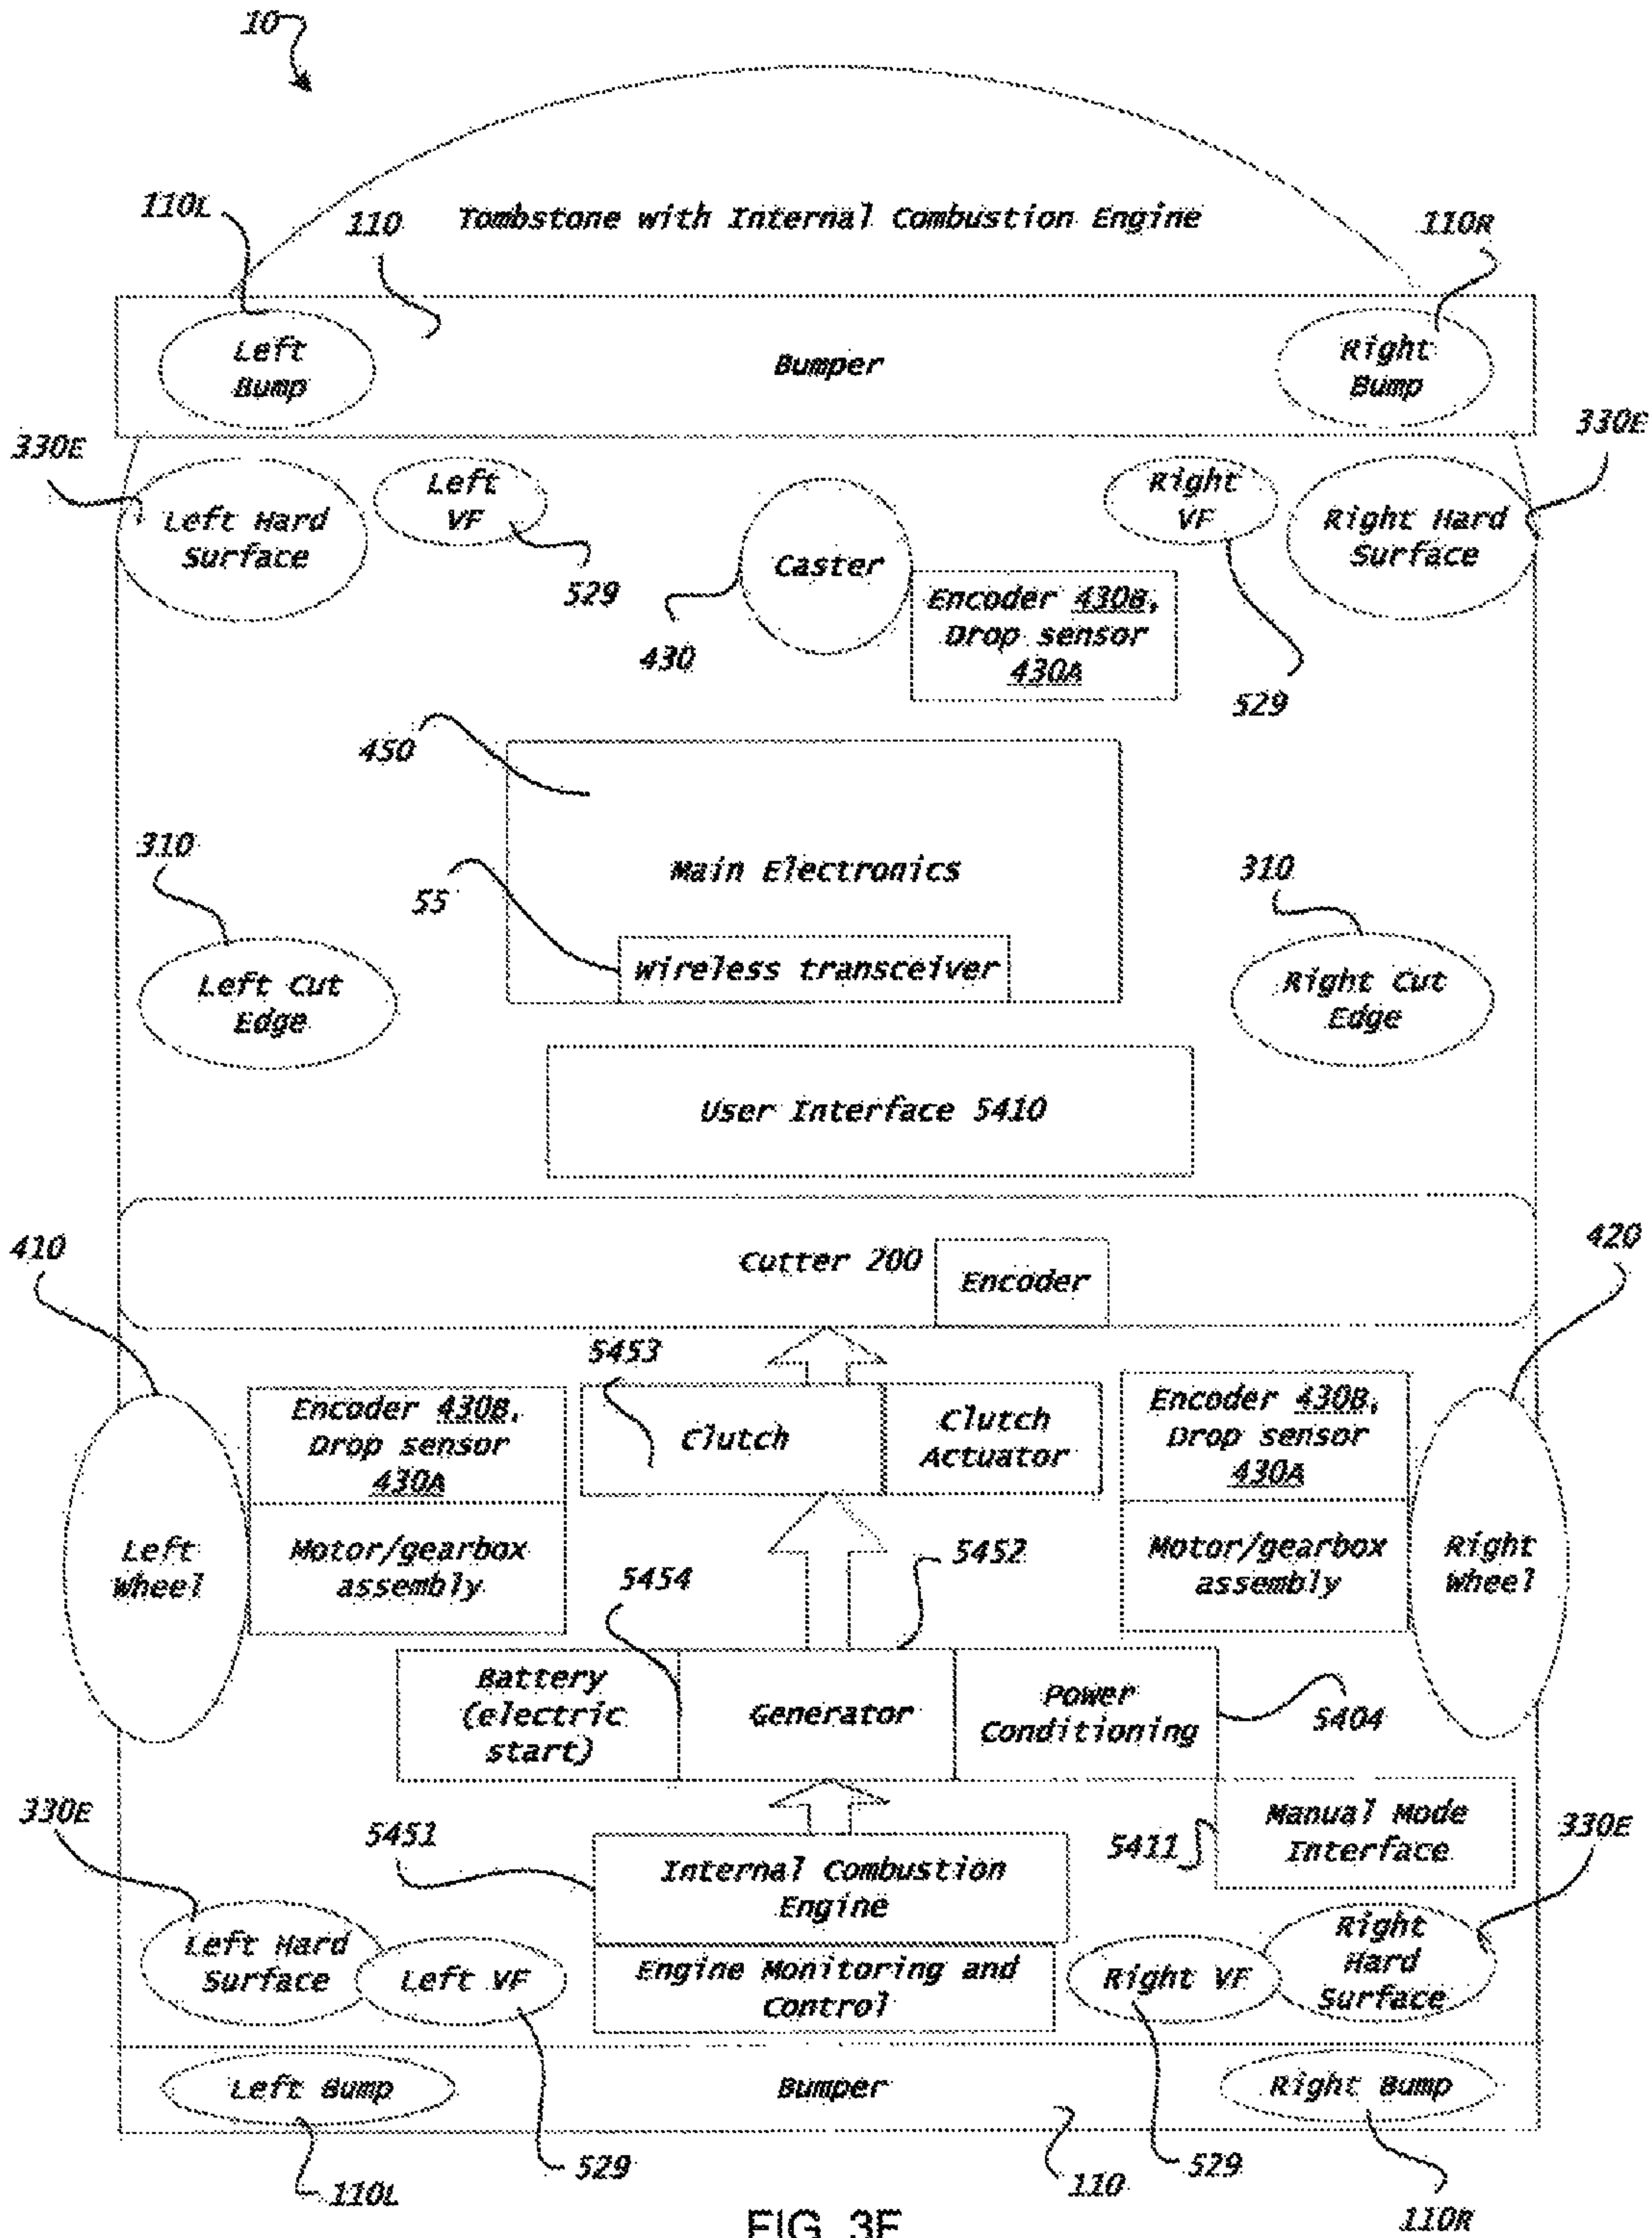 10
110L
110
Tombstone with Internal Combustion Engine
110R
Left
Bump
Bumper
Right
Bump
330E
330E
Left Hard
Surface
Left
VF
Caster
Right
VF
Right Hard
Surface
529
430
Encoder 430B,
Drop sensor
430A
529
450
310
55
Main Electronics
310
Wireless transceiver
Left Cut
Edge
Right Cut
Edge
User Interface 5410
410
420
Cutter 200
Encoder
5453
Encoder 430B,
Drop sensor
430A
Clutch
Clutch
Actuator
Encoder 430B,
Drop sensor
430A
Left
Wheel
Motor/gearbox
assembly
5454
5452
Motor/gearbox
assembly
Right
Wheel
Battery
(electric
start)
Generator
Power
Conditioning
5404
330E
5451
Internal Combustion
Engine
5411
Manual Mode
Interface
330E
Left Hard
Surface
Left VF
Engine Monitoring and
Control
Right VF
Right
Hard
Surface
Left Bump
Bumper
Right Bump
110L
529
110
529
110R